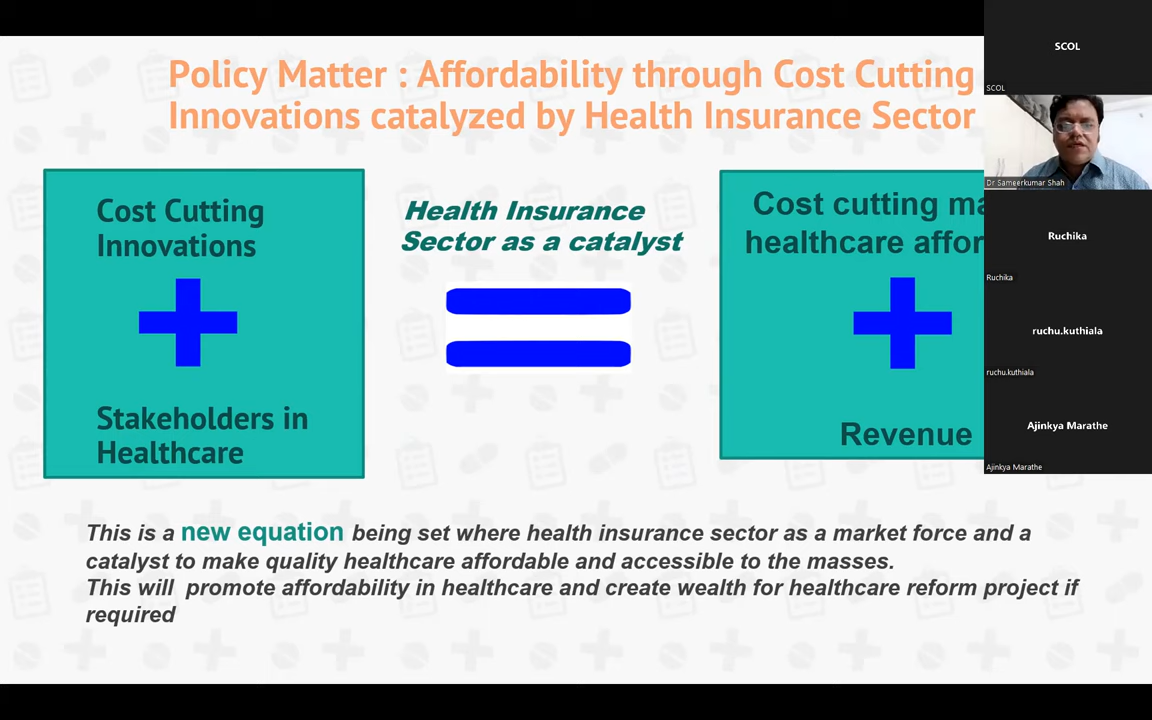 Policy Matter : Affordability through Cost Cutting
Innovations catalyzed by Health Insurance Sector
Cost Cutting
Innovations
Stakeholders in
Healthcare
Health Insurance
Sector as a catalyst
Cost cutting
healthcare
Revenue
This is a new equation being set where health insurance sector as a market force and a
catalyst to make quality healthcare affordable and accessible to the masses.
This will promote affordability in healthcare and create wealth for healthcare reform project if
required
SCOL
SCOL
Dr Sameerkumar Shah
Ruchika
Ruchika
ruchu.kuthiala
ruchu.kuthiala
Ajinkya Marathe
Ajinkya Marathe